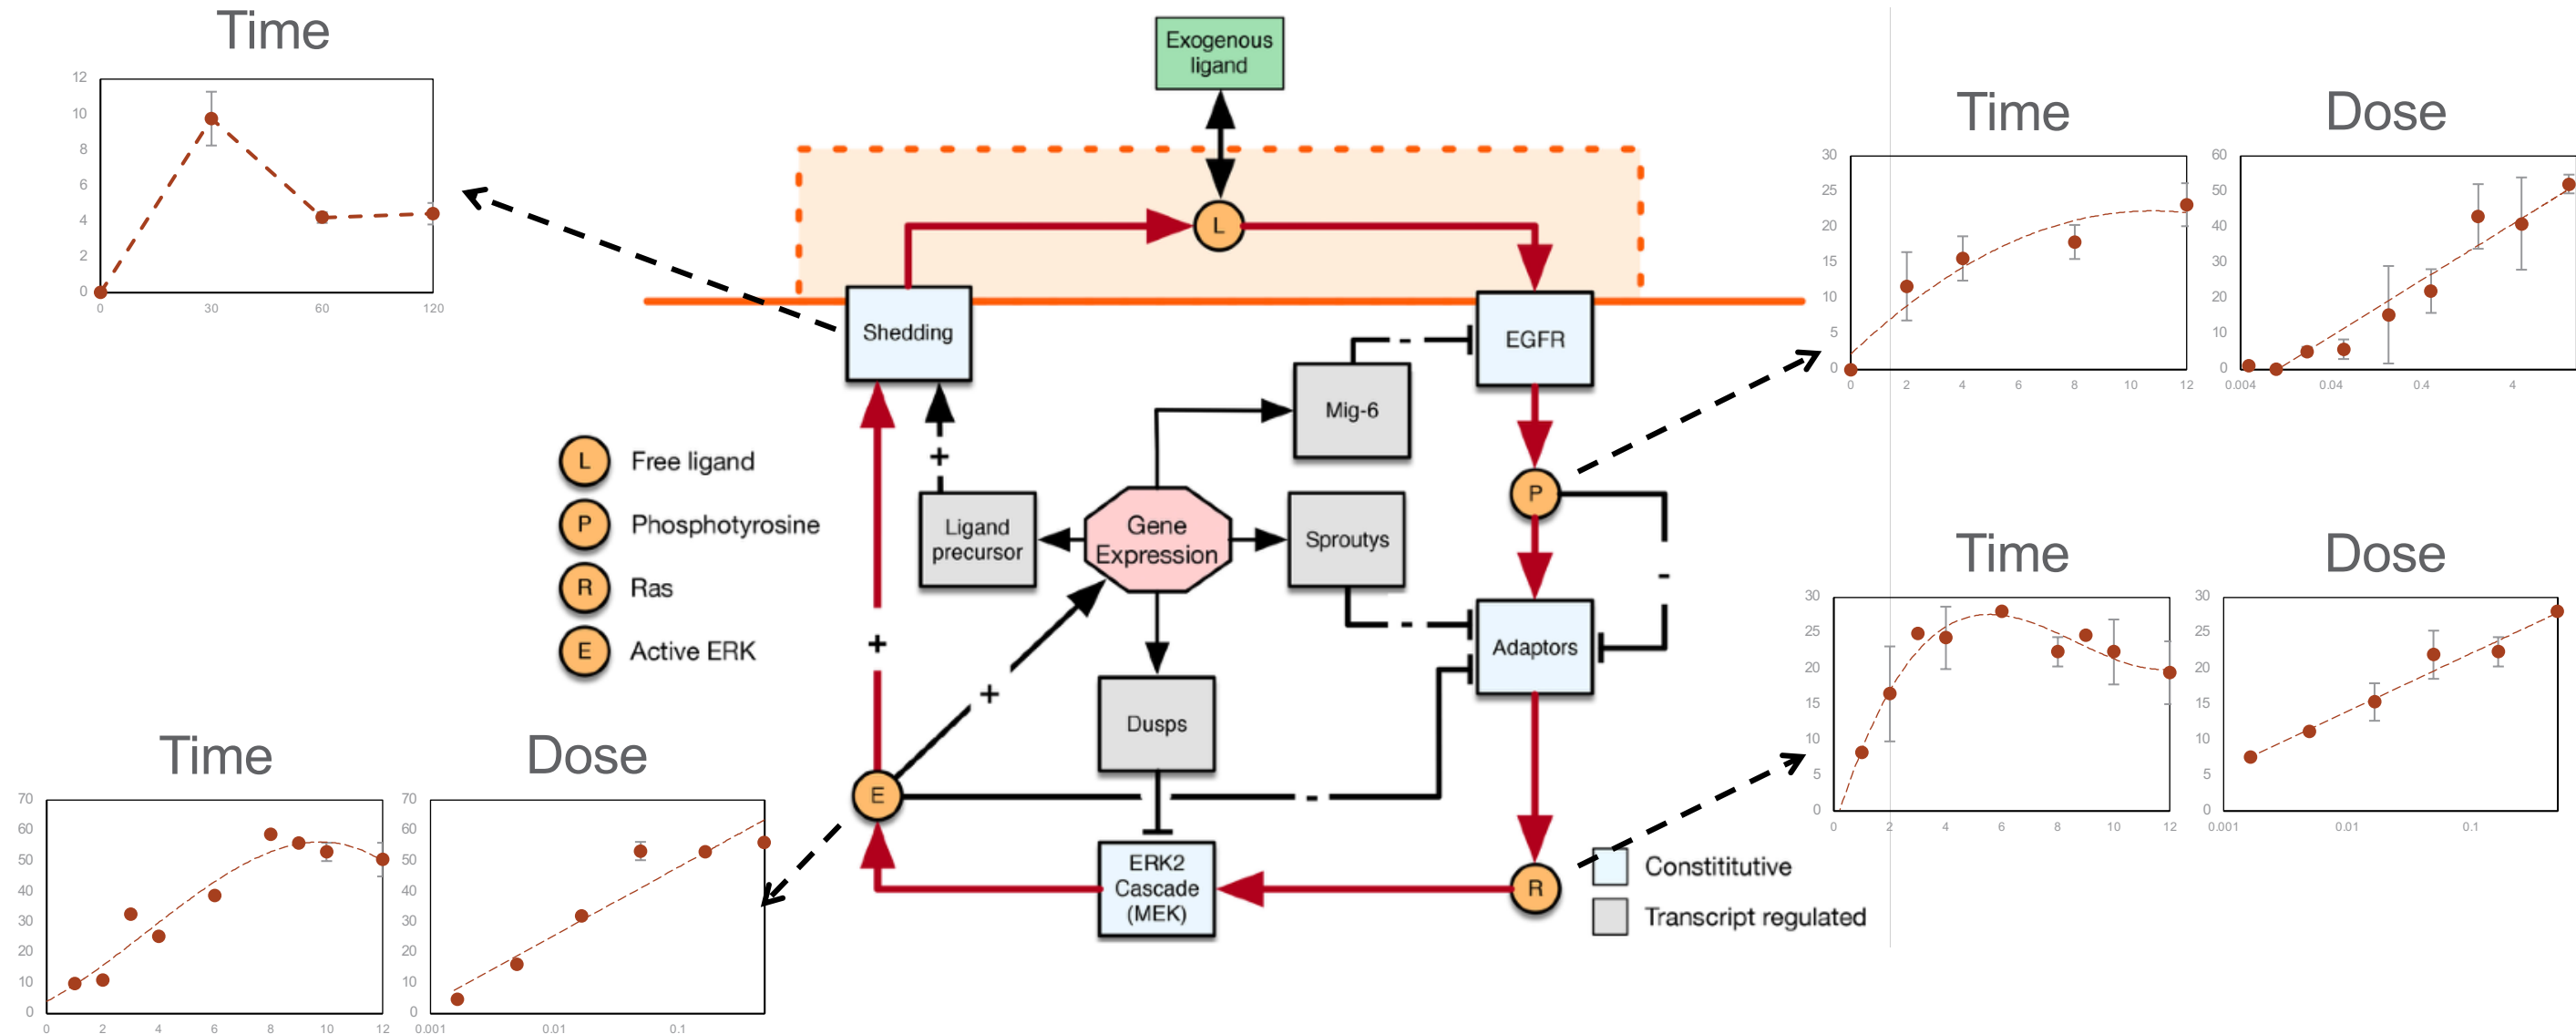 Time
12
10
8
6
4
2
0
0 30 60 120
Exogenous
ligand
L
Shedding
EGFR
Mig-6
-
+
Time
30
25
20
15
10
5
0
0 2 4 6 8 10 12
Dose
60
50
40
30
20
10
0
0.004 0.04 0.4 4
L Free ligand
P Phosphotyrosine
R Ras
E Active ERK
Ligand
precursor
Gene
Expression
Sproutys
P
-
-
+
+
Adaptors
Dusps
E
-
ERK2
Cascade
(MEK)
R
Time
30
25
20
15
10
5
0
0 2 4 6 8 10 12
Dose
30
25
20
15
10
5
0
0.001 0.01 0.1
Constititutive
Transcript regulated
Time
70
60
50
40
30
20
10
0
0 2 4 6 8 10 12
Dose
70
60
50
40
30
20
10
0
0.001 0.01 0.1